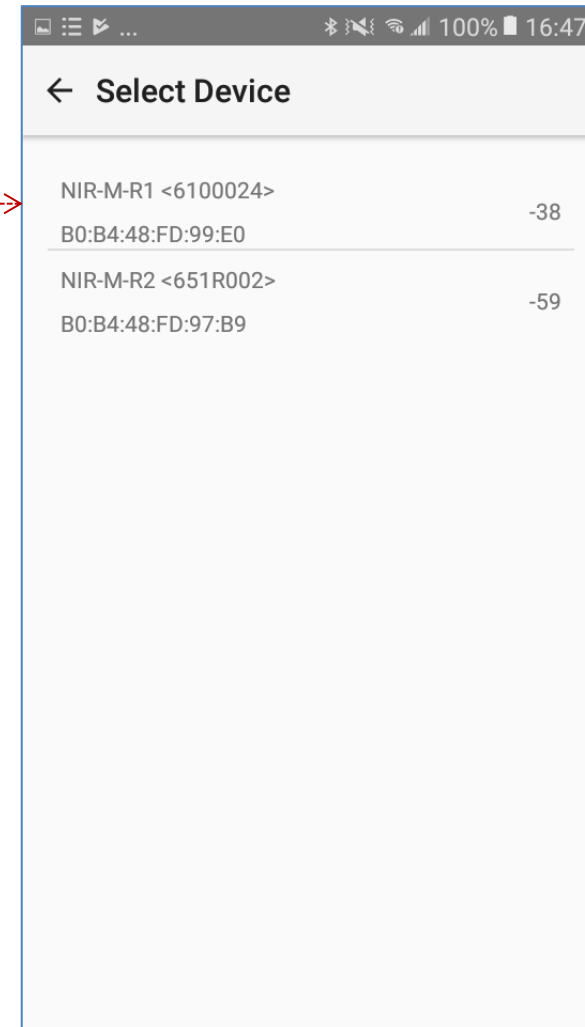 ... 100% 16:47
Select Device
NIR-M-R1 <6100024>
-38
B0:B4:48:FD:99:E0
NIR-M-R2 <651R002>
-59
B0:B4:48:FD:97:B9